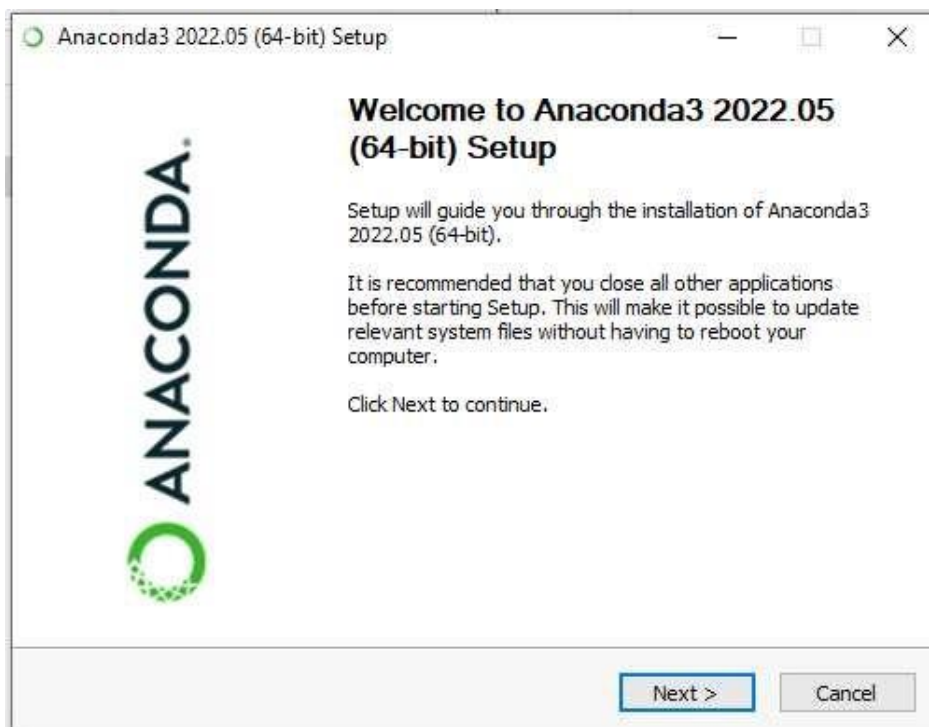 Anaconda3 2022.05 (64-bit) Setup
Welcome to Anaconda3 2022.05
(64-bit) Setup
Setup will guide you through the installation of Anaconda3
2022.05 (64-bit).
It is recommended that you close all other applications
before starting Setup. This will make it possible to update
relevant system files without having to reboot your
computer.
Click Next to continue.
ANACONDA.
Next >
Cancel